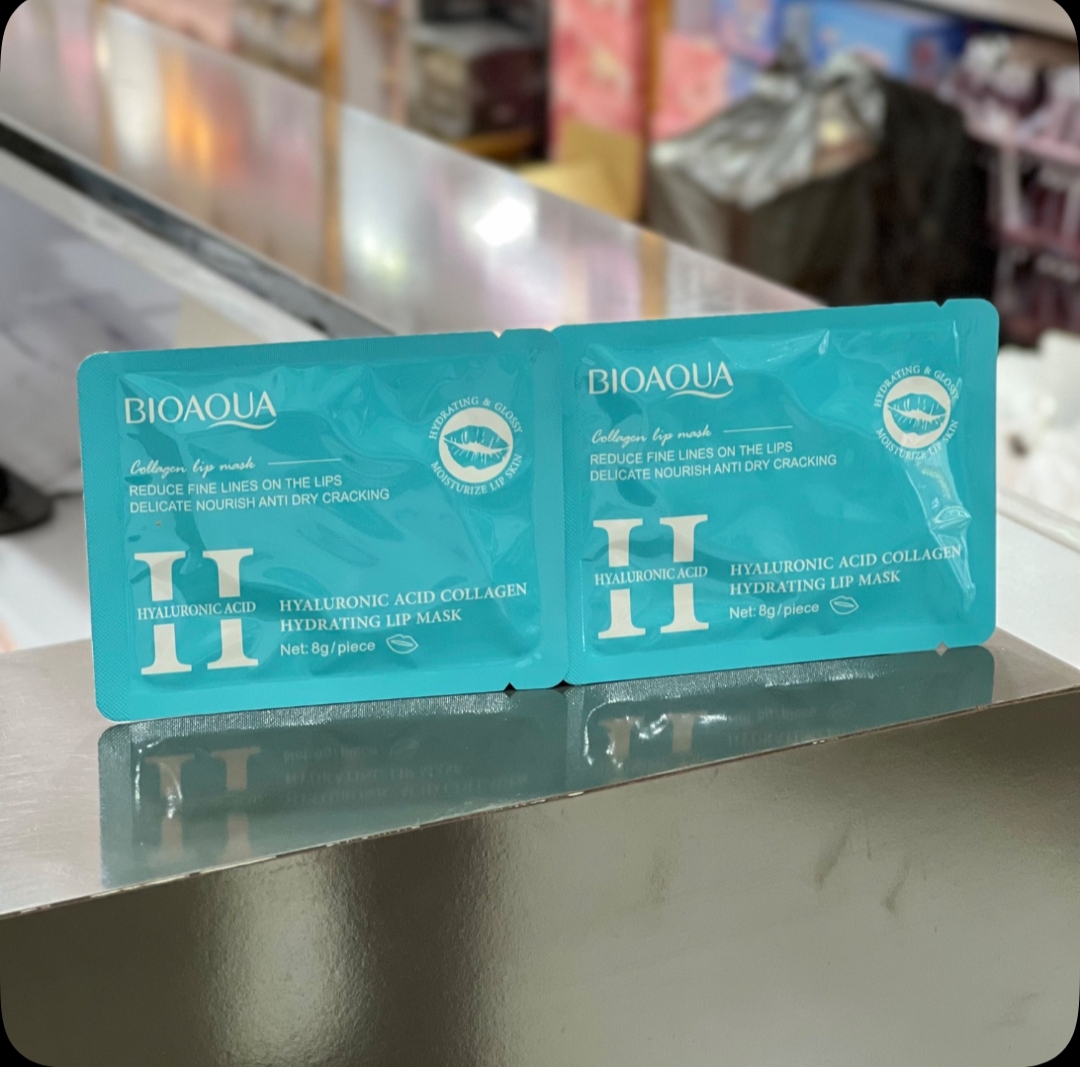 BIOAQUA
HYDRATING & GLOSSY
MOISTURIZE LIP SKIN
Collagen lip mask
REDUCE FINE LINES ON THE LIPS
DELICATE NOURISH ANTI DRY CRACKING
H
HYALURONIC ACID
HYALURONIC ACID COLLAGEN
HYDRATING LIP MASK
Net: 8g/piece
BIOAQUA
HYDRATING & GLOSSY
MOISTURIZE LIP SKIN
Collagen lip mask
REDUCE FINE LINES ON THE LIPS
DELICATE NOURISH ANTI DRY CRACKING
H
HYALURONIC ACID
HYALURONIC ACID COLLAGEN
HYDRATING LIP MASK
Net: 8g/piece